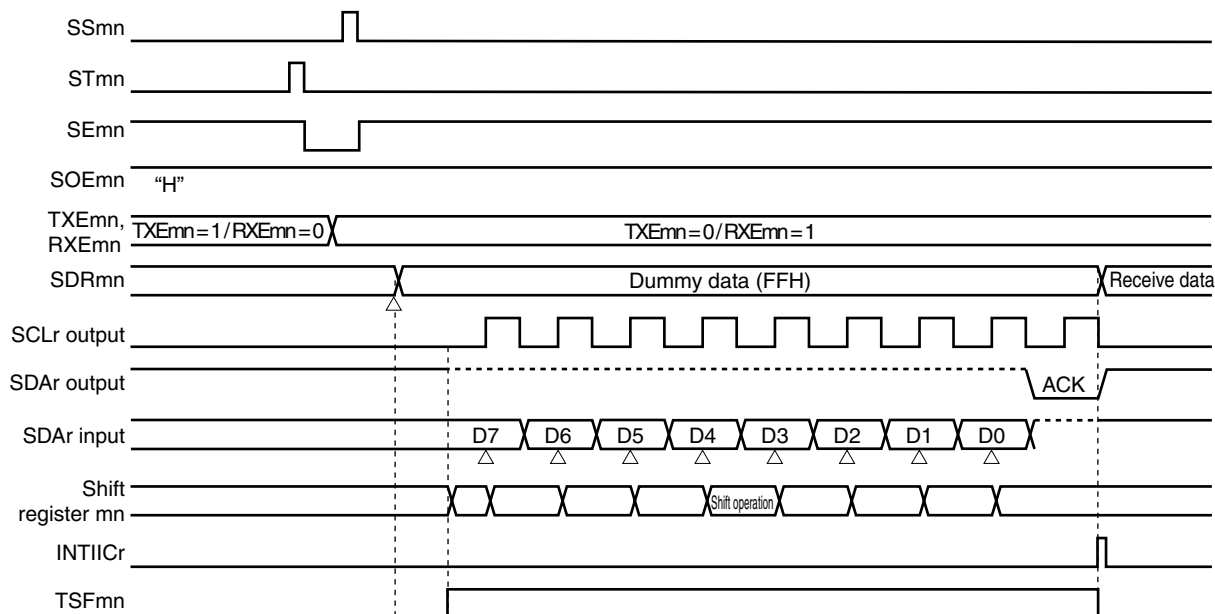 SSmn
STmn
SEmn
SOEmn “H”
TXEmn, RXEmn TXEmn=1/RXEmn=0 TXEmn=0/RXEmn=1
SDRmn Dummy data (FFH) Receive data
SCLr output
SDAr output ACK
SDAr input D7 D6 D5 D4 D3 D2 D1 D0
Shift register mn Shift operation
INTIICr
TSFmn